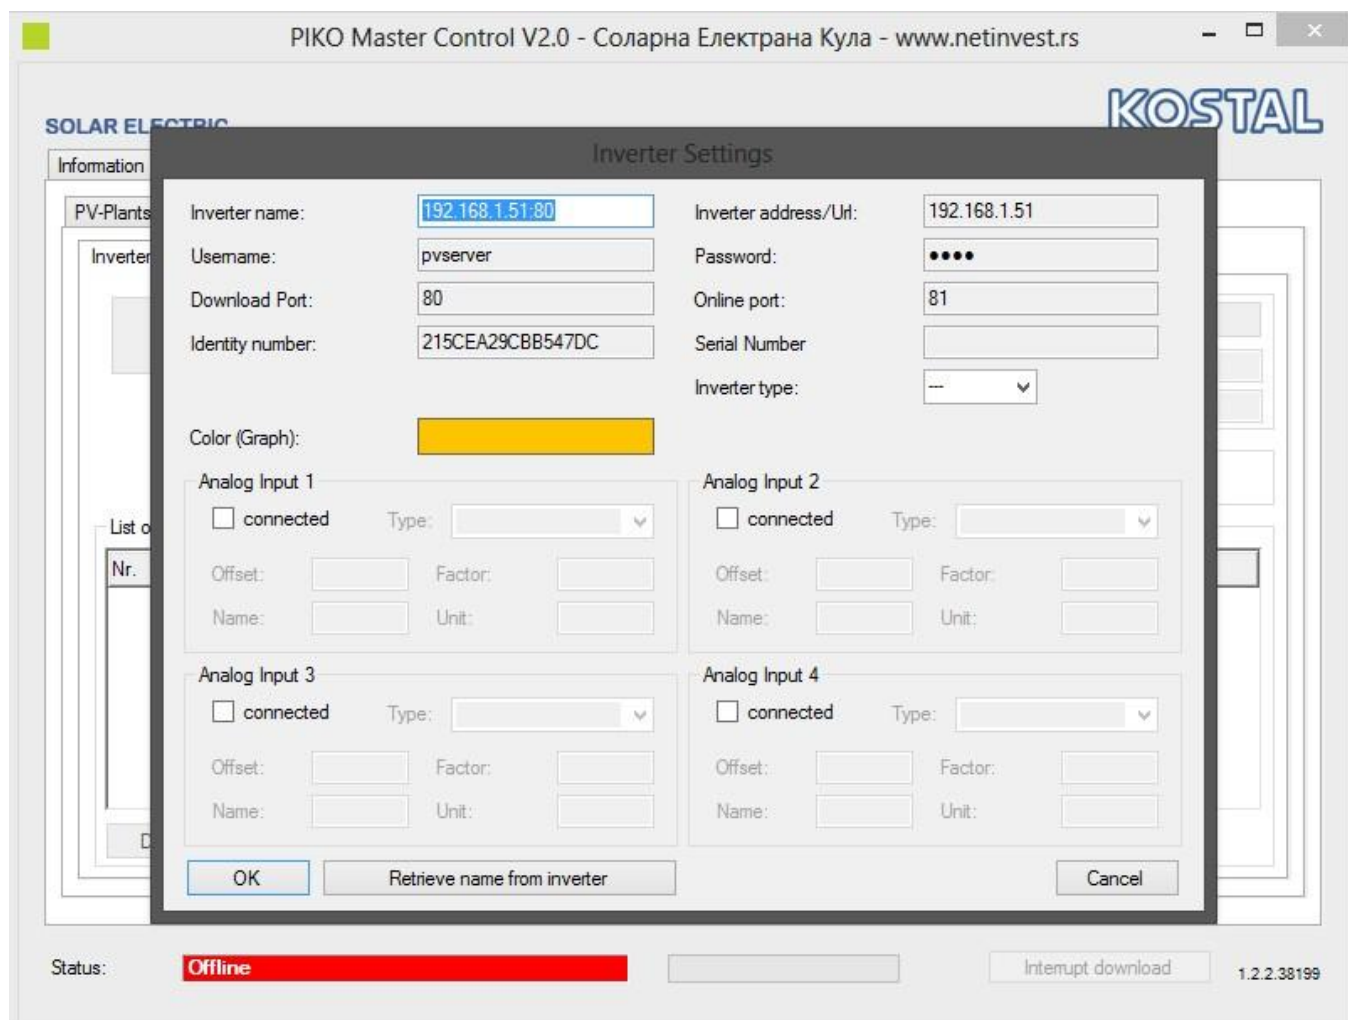 PIKO Master Control V2.0 - Соларна Електрана Кула - www.netinvest.rs
KOSTAL
SOLAR ELECTRIC
Inverter Settings
Information
PV-Plants
Inverter
Inverter name: 192.168.1.51:80 Inverter address/Url: 192.168.1.51
Username: pvserver Password: ●●●●
Download Port: 80 Online port: 81
Identity number: 215CEA29CBB547DC Serial Number
Inverter type: ---
Color (Graph):
Analog Input 1 Analog Input 2
connected Type: connected Type:
List o
Nr.
Offset: Factor: Offset: Factor:
Name: Unit: Name: Unit:
Analog Input 3 Analog Input 4
connected Type: connected Type:
Offset: Factor: Offset: Factor:
Name: Unit: Name: Unit:
D
OK Retrieve name from inverter Cancel
Status: Offline Interrupt download 1.2.2.38199